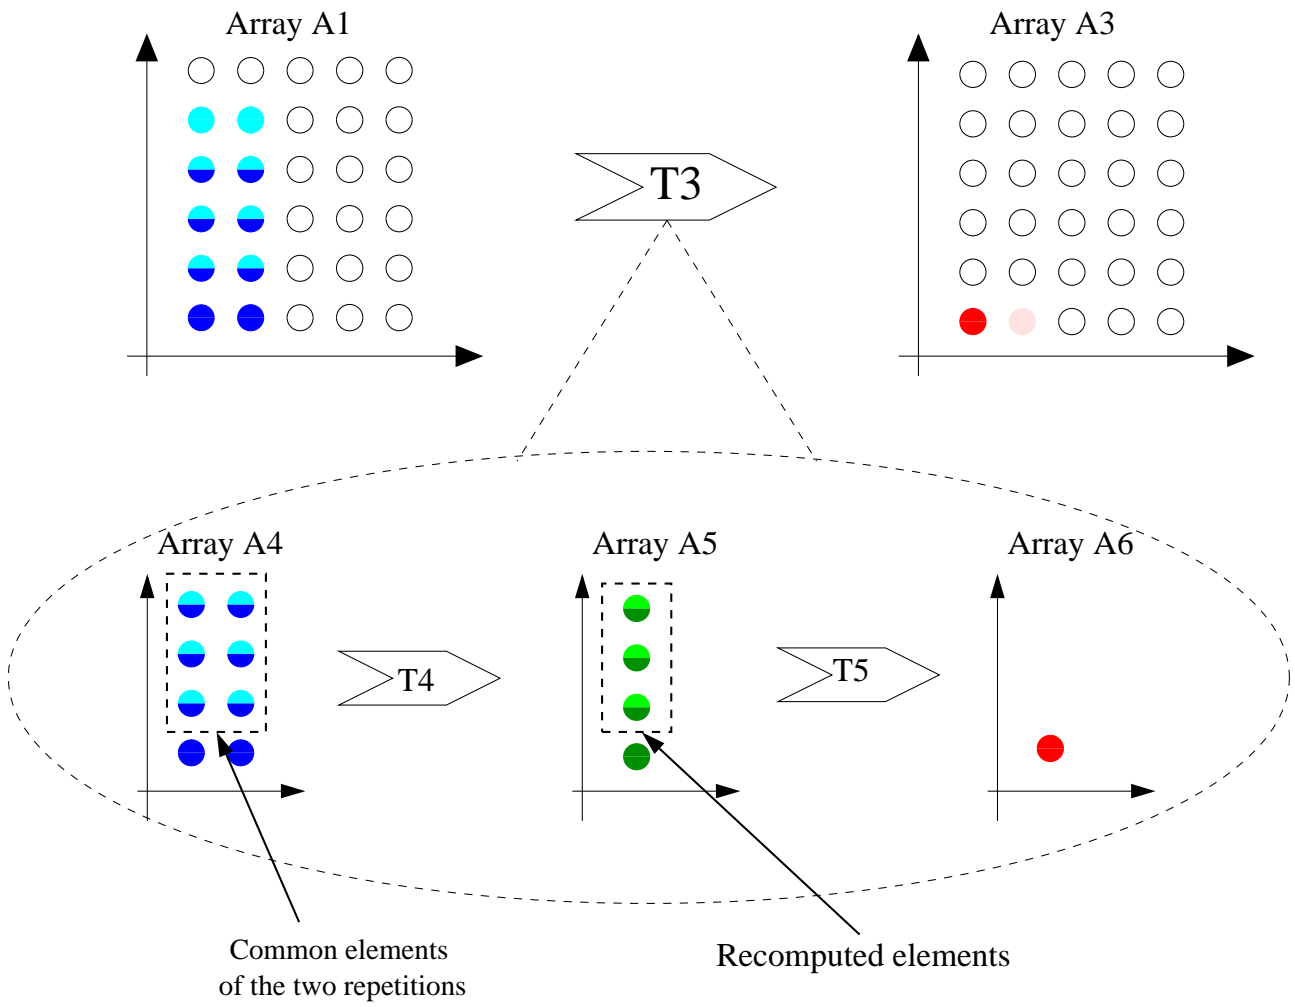 Array A1
Array A3
T3
Array A4
Array A5
Array A6
T4
T5
Common elements
of the two repetitions
Recomputed elements